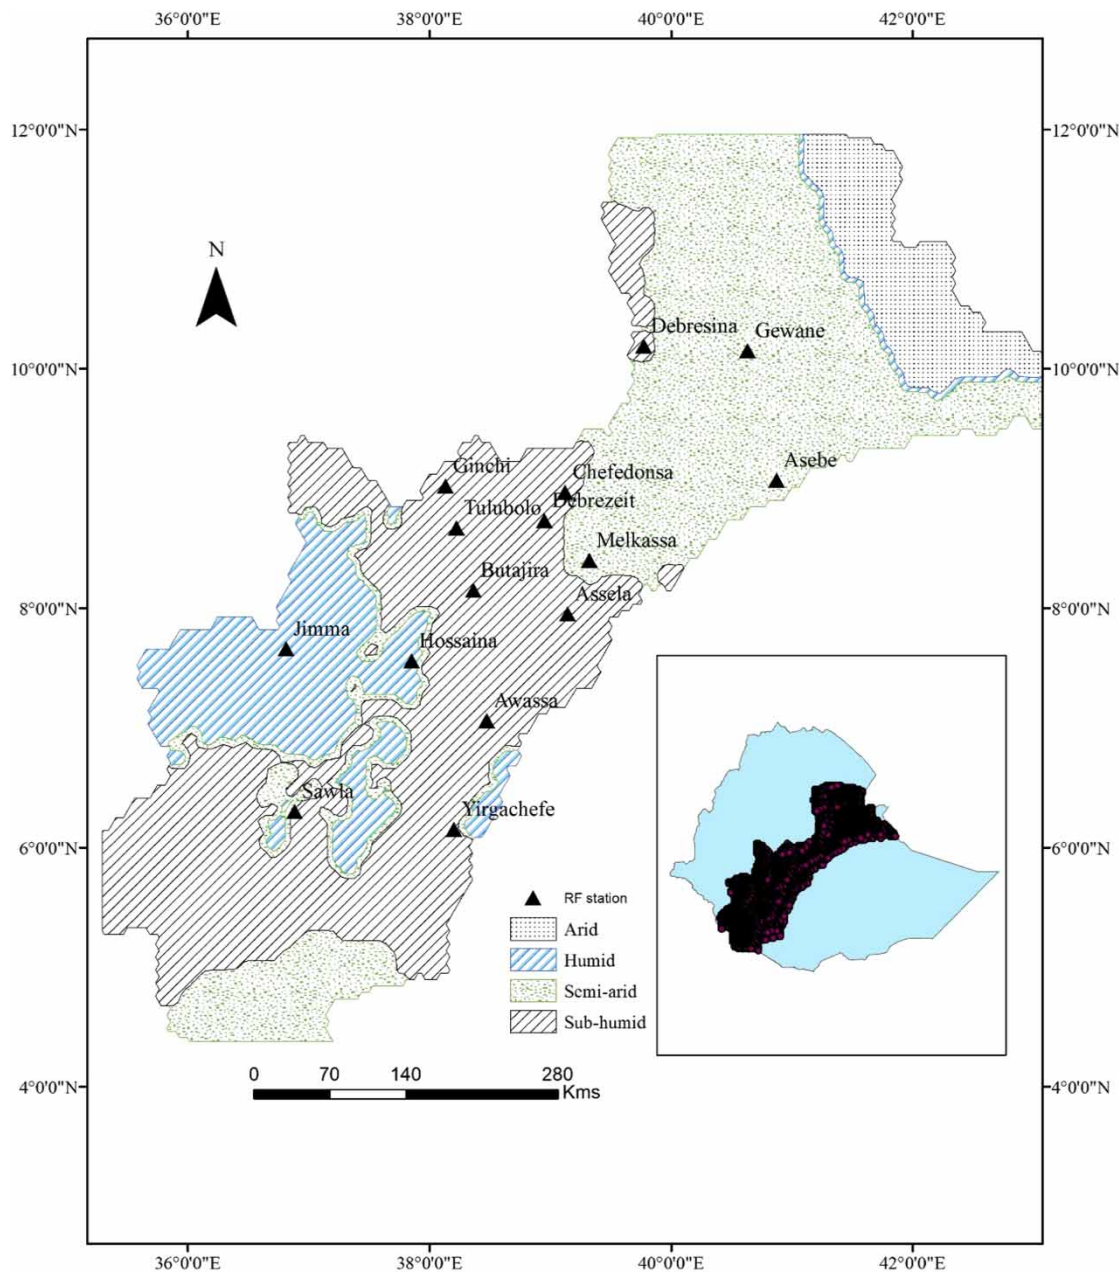 36°0'0"E 38°0'0"E 40°0'0"E 42°0'0"E
12°0'0"N 12°0'0"N
N
Debresina Gewane
10°0'0"N 10°0'0"N
Ginchi Chefedonsa Asebe
Tulubolo Debrezeit
Melkassa
Butajira
Assela
8°0'0"N 8°0'0"N
Jimma Hossaina
Awassa
Sawla Yirgachefe
6°0'0"N 6°0'0"N
RF station
Arid
Humid
Semi-arid
Sub-humid
0 70 140 280
Kms
4°0'0"N 4°0'0"N
36°0'0"E 38°0'0"E 40°0'0"E 42°0'0"E